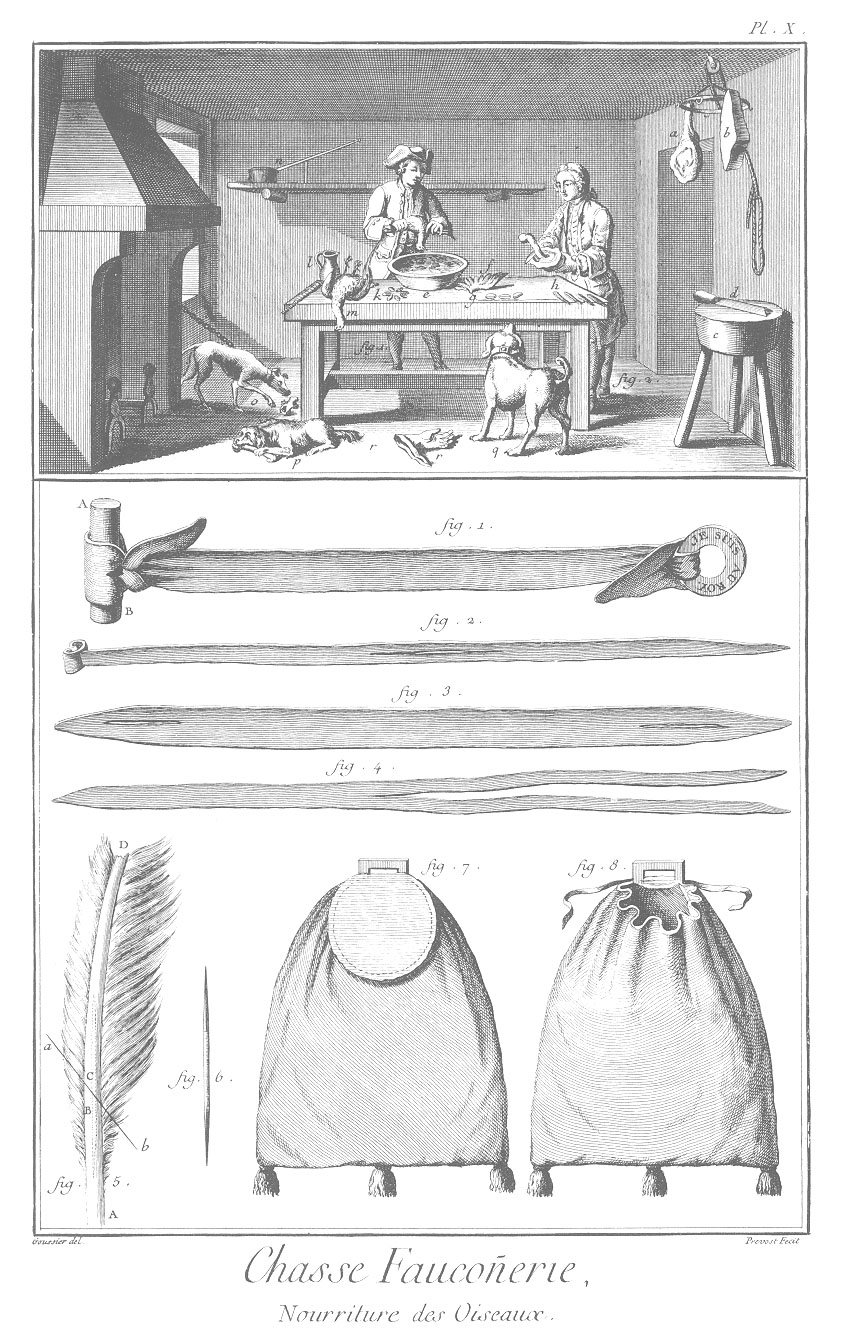 Pl. X.
n
a
b
l
k
e
f
g
h
m
d
c
fig. 1.
fig. 2.
o
p
r
r
q
A
B
fig. 1.
JE SUIS AU ROY
fig. 2.
fig. 3.
fig. 4.
D
fig. 7.
fig. 8.
a
C
B
b
fig. 6.
fig. 5.
A
Goussier del.
Prevost Fecit
Chasse Faucoñerie,
Nourriture des Oiseaux.